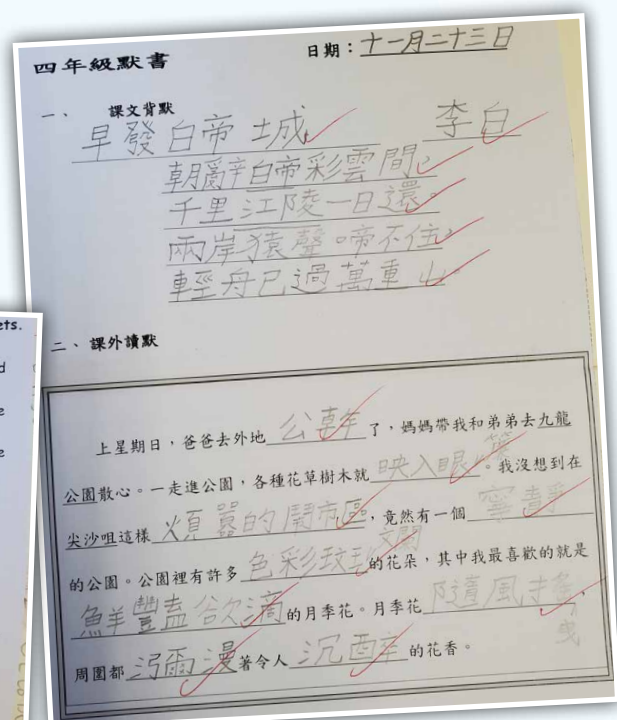 四年級默書 日期：十一月二十三日
一、 課文背默
早發白帝城 李白
朝辭白帝彩雲間，
千里江陵一日還。
兩岸猿聲啼不住，
輕舟已過萬重山。
二、課外讀默
上星期日，爸爸去外地公幹了，媽媽帶我和弟弟去九龍
公園散心。一走進公園，各種花草樹木就映入眼簾。我沒想到在
尖沙咀這樣煩囂的鬧市區，竟然有一個寧靜
的公園。公園裡有許多色彩斑斕的花朵，其中我最喜歡的就是
鮮豔欲滴的月季花。月季花隨風搖曳，
周圍都瀰漫著令人沉醉的花香。
ets.